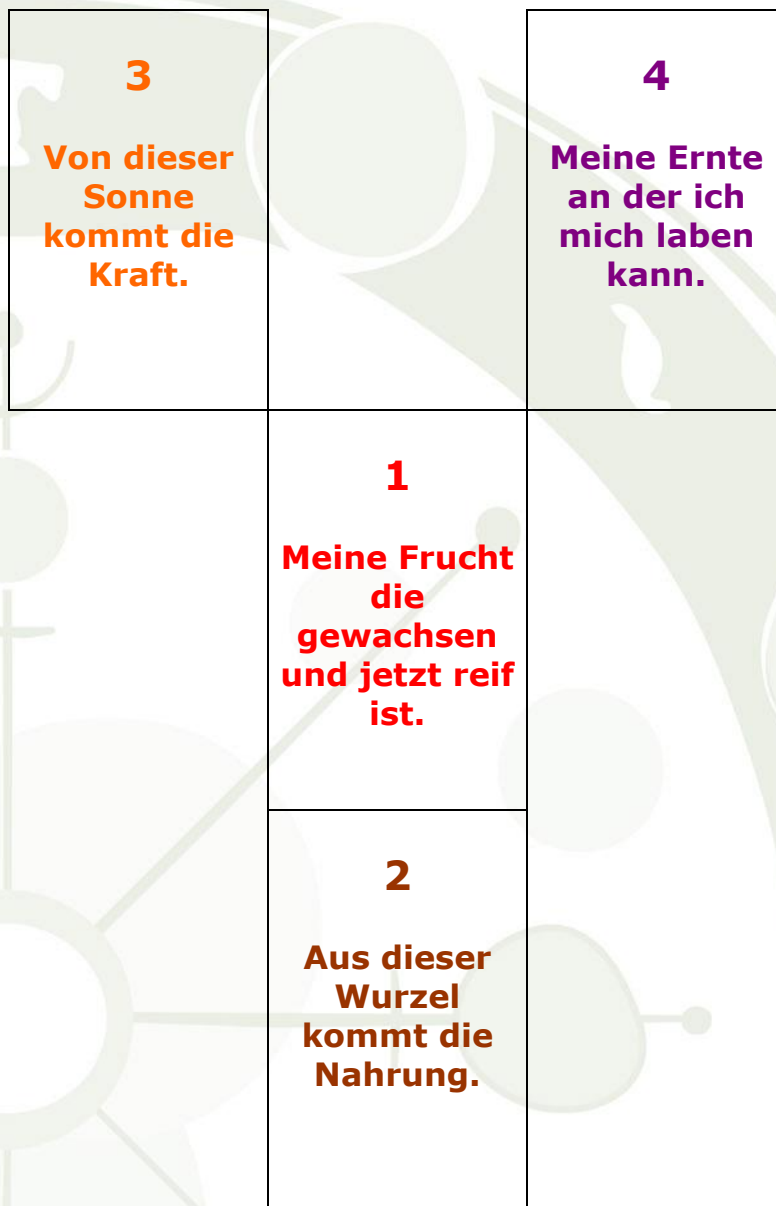 3
Von dieser
Sonne
kommt die
Kraft.
4
Meine Ernte
an der ich
mich laben
kann.
1
Meine Frucht
die
gewachsen
und jetzt reif
ist.
2
Aus dieser
Wurzel
kommt die
Nahrung.